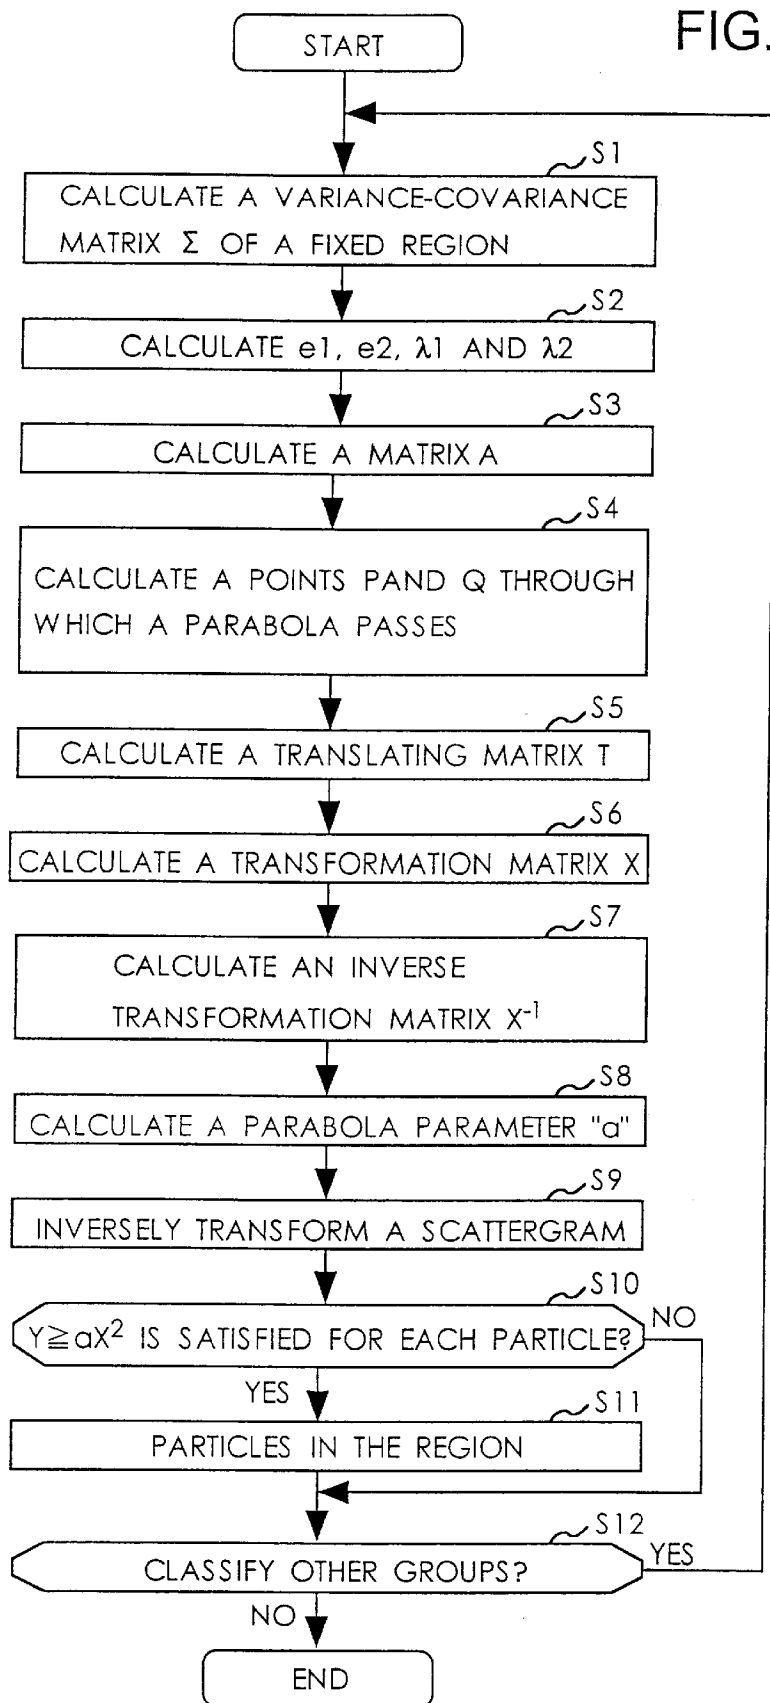 FIG.
START
S1
CALCULATE A VARIANCE-COVARIANCE
MATRIX Σ OF A FIXED REGION
S2
CALCULATE e1, e2, λ1 AND λ2
S3
CALCULATE A MATRIX A
S4
CALCULATE A POINTS PAND Q THROUGH
WHICH A PARABOLA PASSES
S5
CALCULATE A TRANSLATING MATRIX T
S6
CALCULATE A TRANSFORMATION MATRIX X
S7
CALCULATE AN INVERSE
TRANSFORMATION MATRIX X⁻¹
S8
CALCULATE A PARABOLA PARAMETER "a"
S9
INVERSELY TRANSFORM A SCATTERGRAM
S10
Y≧aX² IS SATISFIED FOR EACH PARTICLE?
NO
YES
S11
PARTICLES IN THE REGION
S12
CLASSIFY OTHER GROUPS?
YES
NO
END